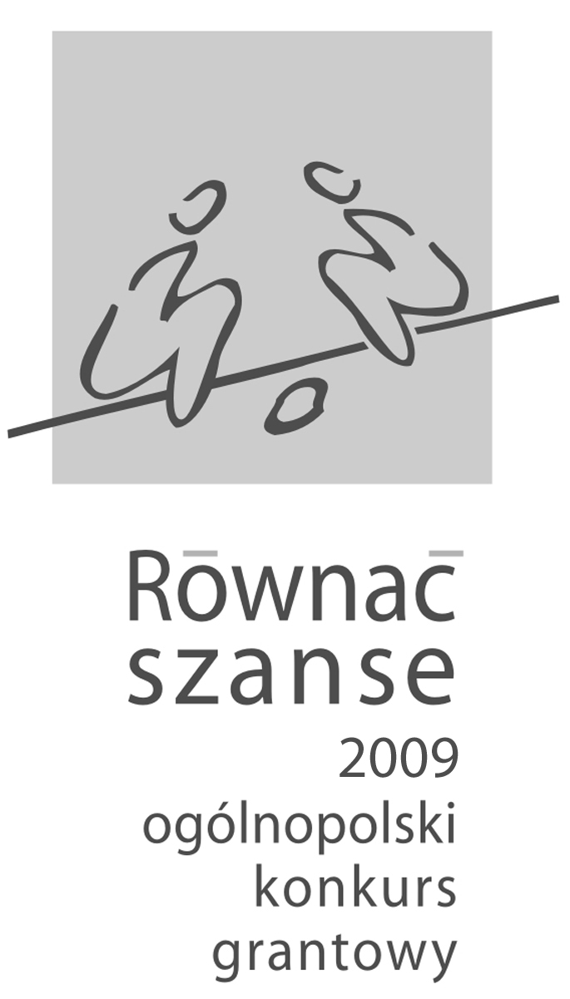 Równać
szanse
2009
ogólnopolski
konkurs
grantowy